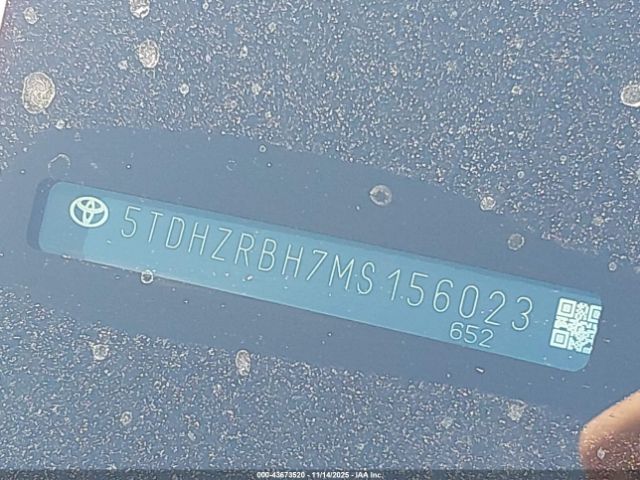 5TDHZRBH7MS156023
652
000-43673520 - 11/14/2025 - IAA Inc.